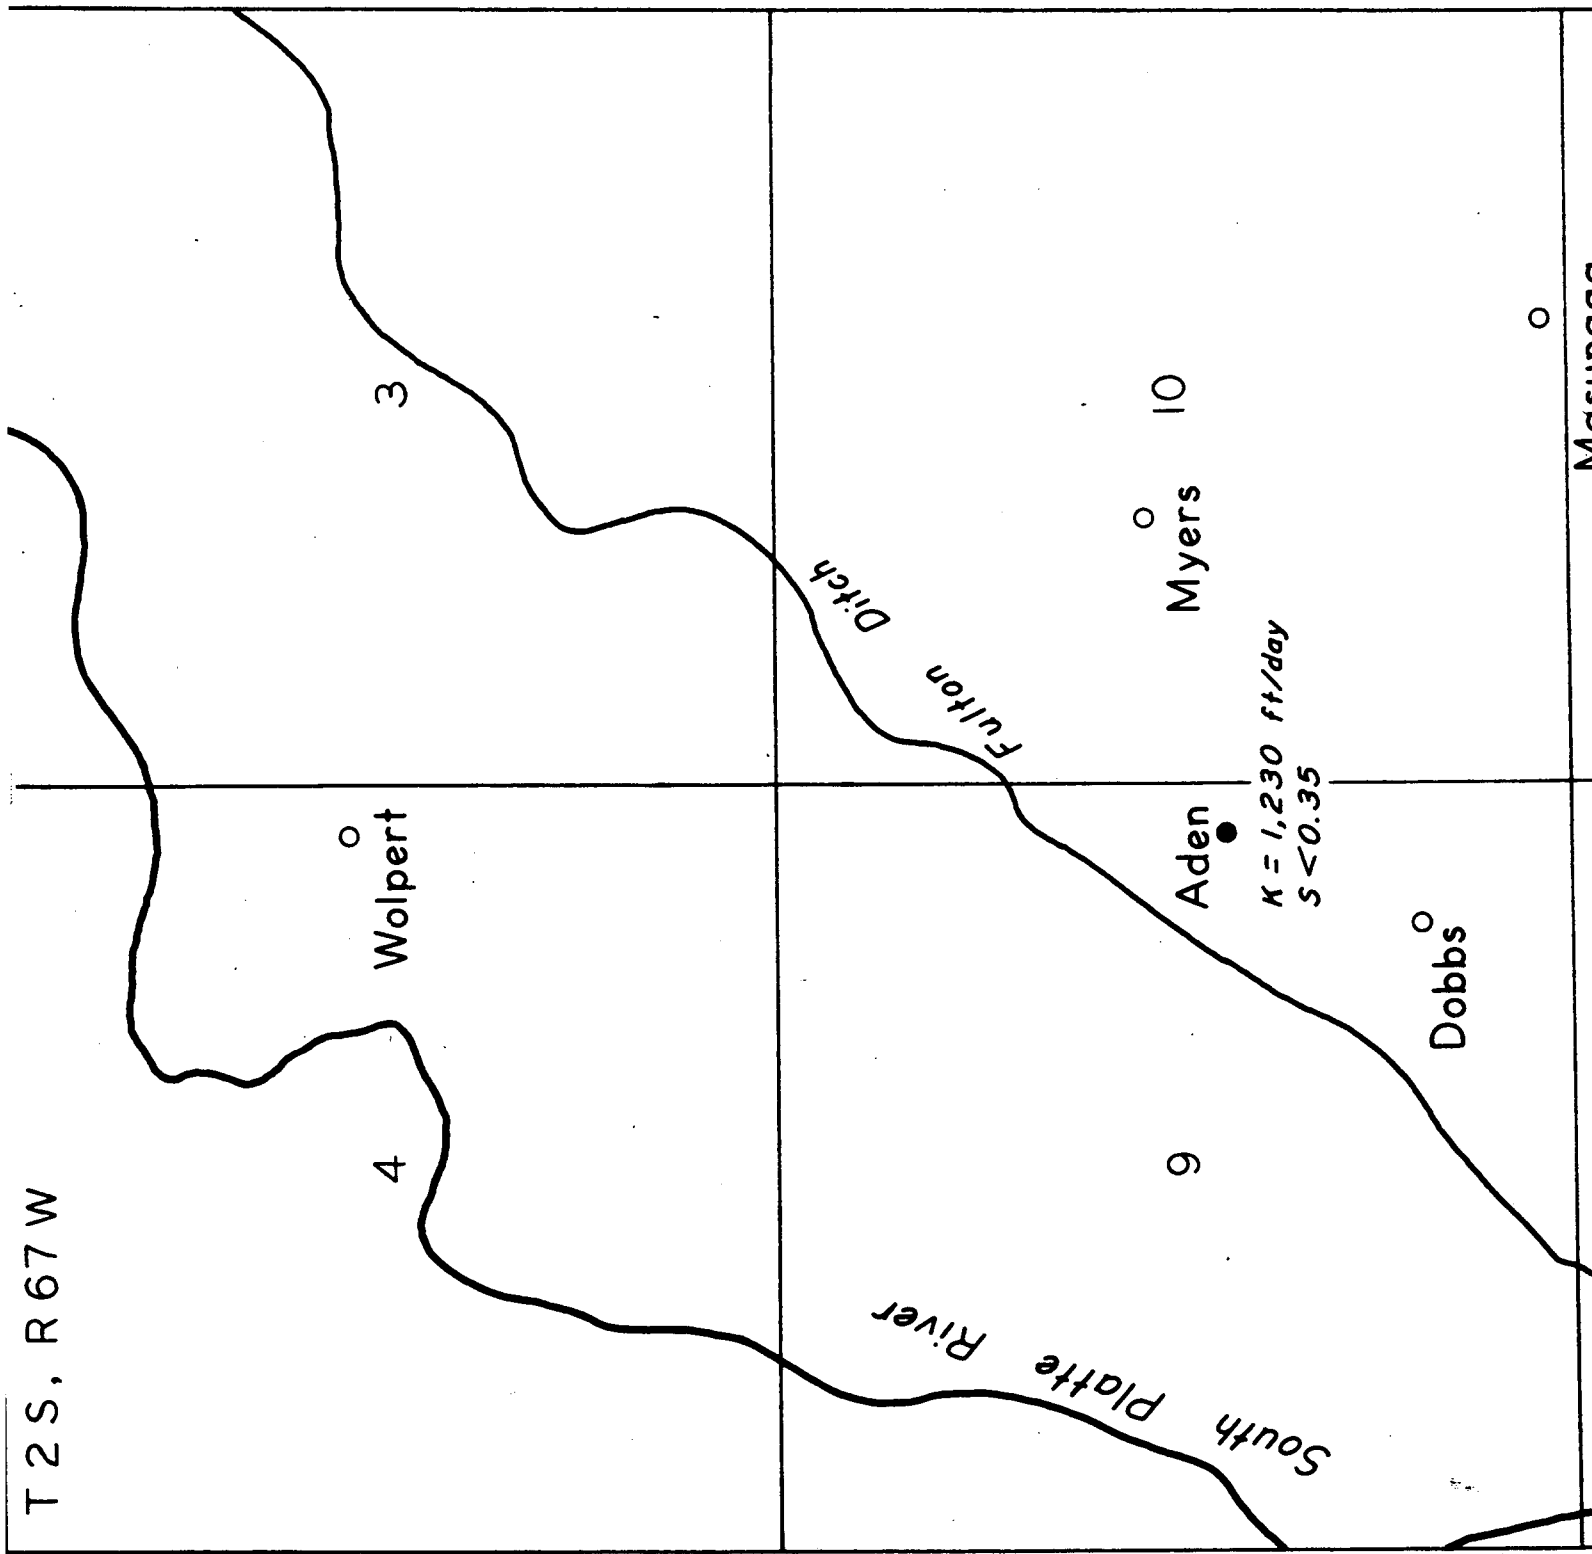 T 2 S, R 67 W
4
3
Wolpert
9
10
Fulton Ditch
South Platte River
Aden
K = 1,230 ft/day
S < 0.35
Myers
Dobbs